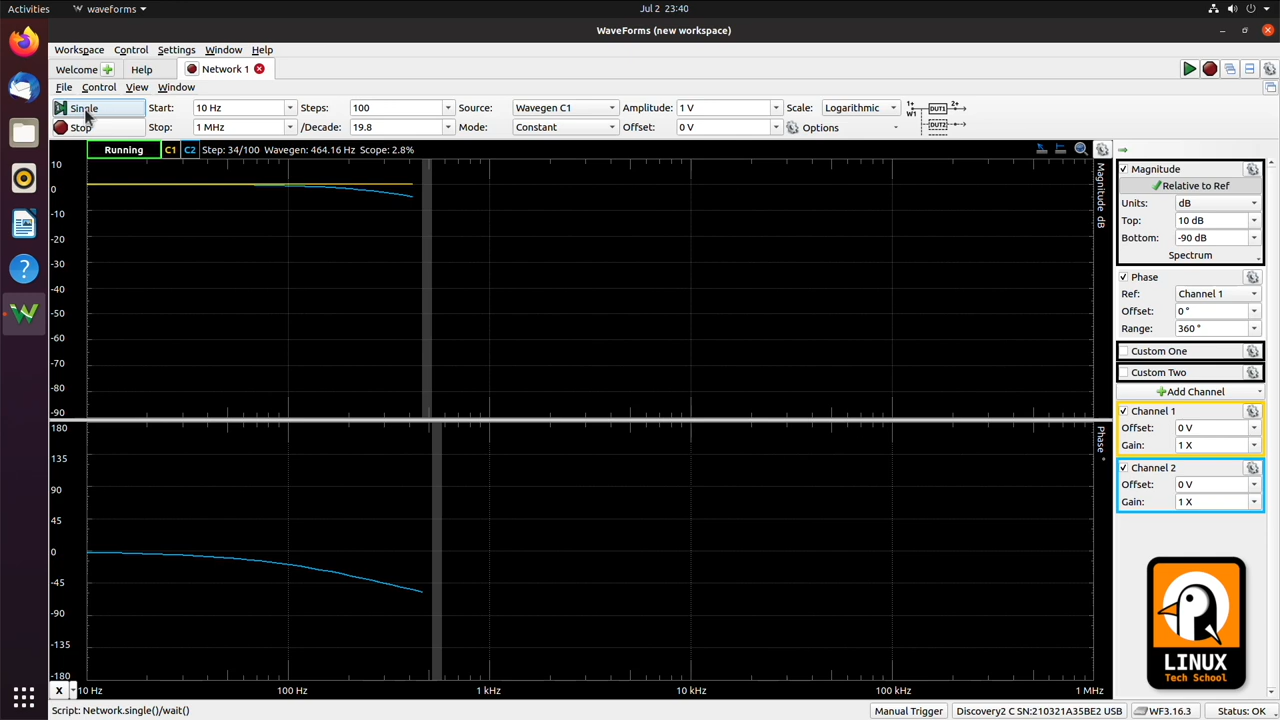 Activities
waveforms
Jul 2 23:40
WaveForms (new workspace)
Workspace Control Settings Window Help
Welcome Help Network 1
File Control View Window
Single Start: 10 Hz Steps: 100 Source: Wavegen C1 Amplitude: 1 V Scale: Logarithmic
1+ W1 DUT1 2+
Stop Stop: 1 MHz /Decade: 19.8 Mode: Constant Offset: 0 V Options
DUT2
Running C1 C2 Step: 34/100 Wavegen: 464.16 Hz Scope: 2.8%
10
0
-10
-20
-30
-40
-50
-60
-70
-80
-90
Magnitude dB
180
135
90
45
0
-45
-90
-135
-180
Phase °
X 10 Hz 100 Hz 1 kHz 10 kHz 100 kHz 1 MHz
Magnitude
Relative to Ref
Units: dB
Top: 10 dB
Bottom: -90 dB
Spectrum
Phase
Ref: Channel 1
Offset: 0 °
Range: 360 °
Custom One
Custom Two
Add Channel
Channel 1
Offset: 0 V
Gain: 1 X
Channel 2
Offset: 0 V
Gain: 1 X
LINUX
Tech School
Script: Network.single()/wait()
Manual Trigger
Discovery2 C SN:210321A35BE2 USB
WF3.16.3
Status: OK